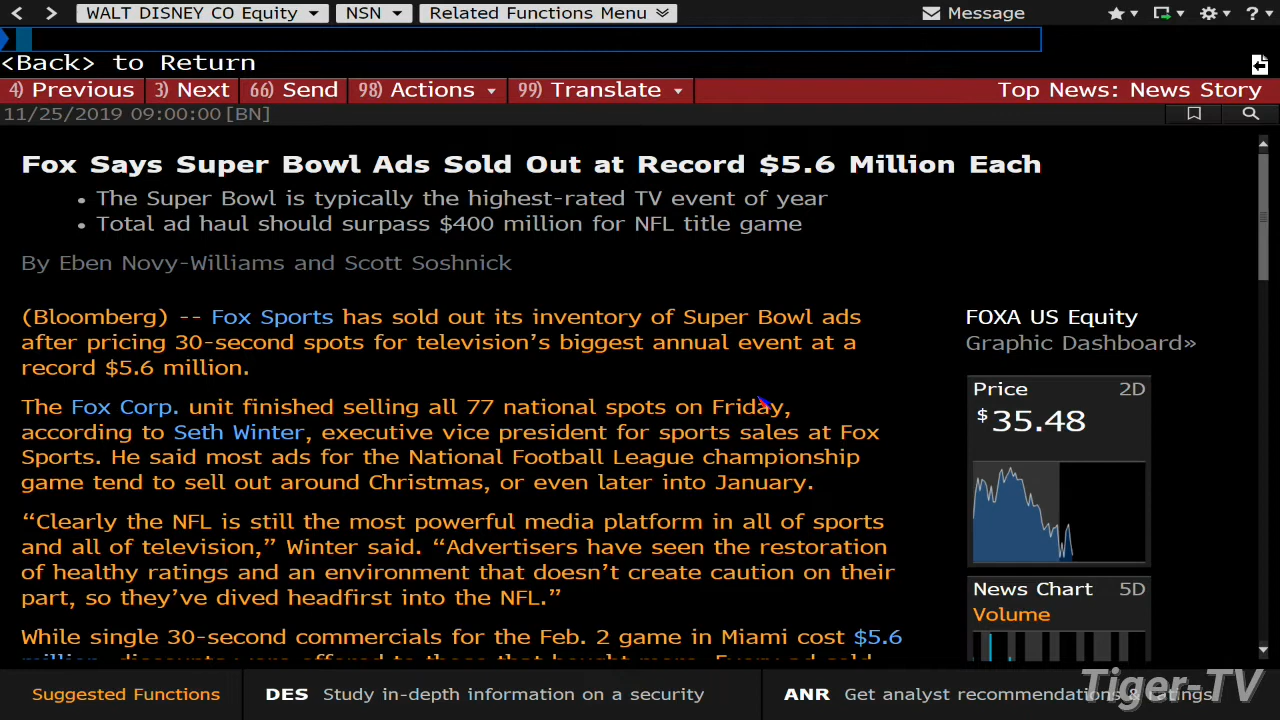 WALT DISNEY CO Equity NSN Related Functions Menu Message
<Back> to Return
4) Previous 3) Next 66) Send 98) Actions 99) Translate Top News: News Story
11/25/2019 09:00:00 [BN]
Fox Says Super Bowl Ads Sold Out at Record $5.6 Million Each
• The Super Bowl is typically the highest-rated TV event of year
• Total ad haul should surpass $400 million for NFL title game
By Eben Novy-Williams and Scott Soshnick
(Bloomberg) -- Fox Sports has sold out its inventory of Super Bowl ads
after pricing 30-second spots for television’s biggest annual event at a
record $5.6 million.
The Fox Corp. unit finished selling all 77 national spots on Friday,
according to Seth Winter, executive vice president for sports sales at Fox
Sports. He said most ads for the National Football League championship
game tend to sell out around Christmas, or even later into January.
“Clearly the NFL is still the most powerful media platform in all of sports
and all of television,” Winter said. “Advertisers have seen the restoration
of healthy ratings and an environment that doesn’t create caution on their
part, so they’ve dived headfirst into the NFL.”
While single 30-second commercials for the Feb. 2 game in Miami cost $5.6
million, discounts were offered to those that bought more. Every ad sold
FOXA US Equity
Graphic Dashboard»
Price 2D
$35.48
News Chart 5D
Volume
Suggested Functions DES Study in-depth information on a security ANR Get analyst recommendations & ratings
Tiger-TV